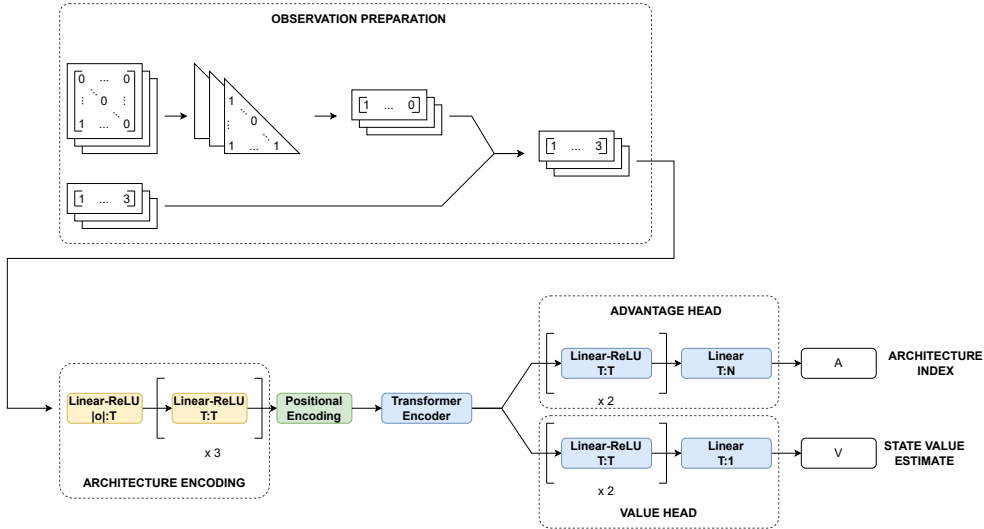 OBSERVATION PREPARATION
0 ... 0
⋱
⋮ 0 ⋮
⋱
1 ... 0
1
⋱
⋮ 0
⋱
1 ... 1
1 ... 0
1 ... 3
1 ... 3
ADVANTAGE HEAD
Linear-ReLU
T:T
x 2
Linear
T:N
A
ARCHITECTURE
INDEX
Linear-ReLU
|o|:T
Linear-ReLU
T:T
x 3
ARCHITECTURE ENCODING
Positional
Encoding
Transformer
Encoder
Linear-ReLU
T:T
x 2
Linear
T:1
V
STATE VALUE
ESTIMATE
VALUE HEAD